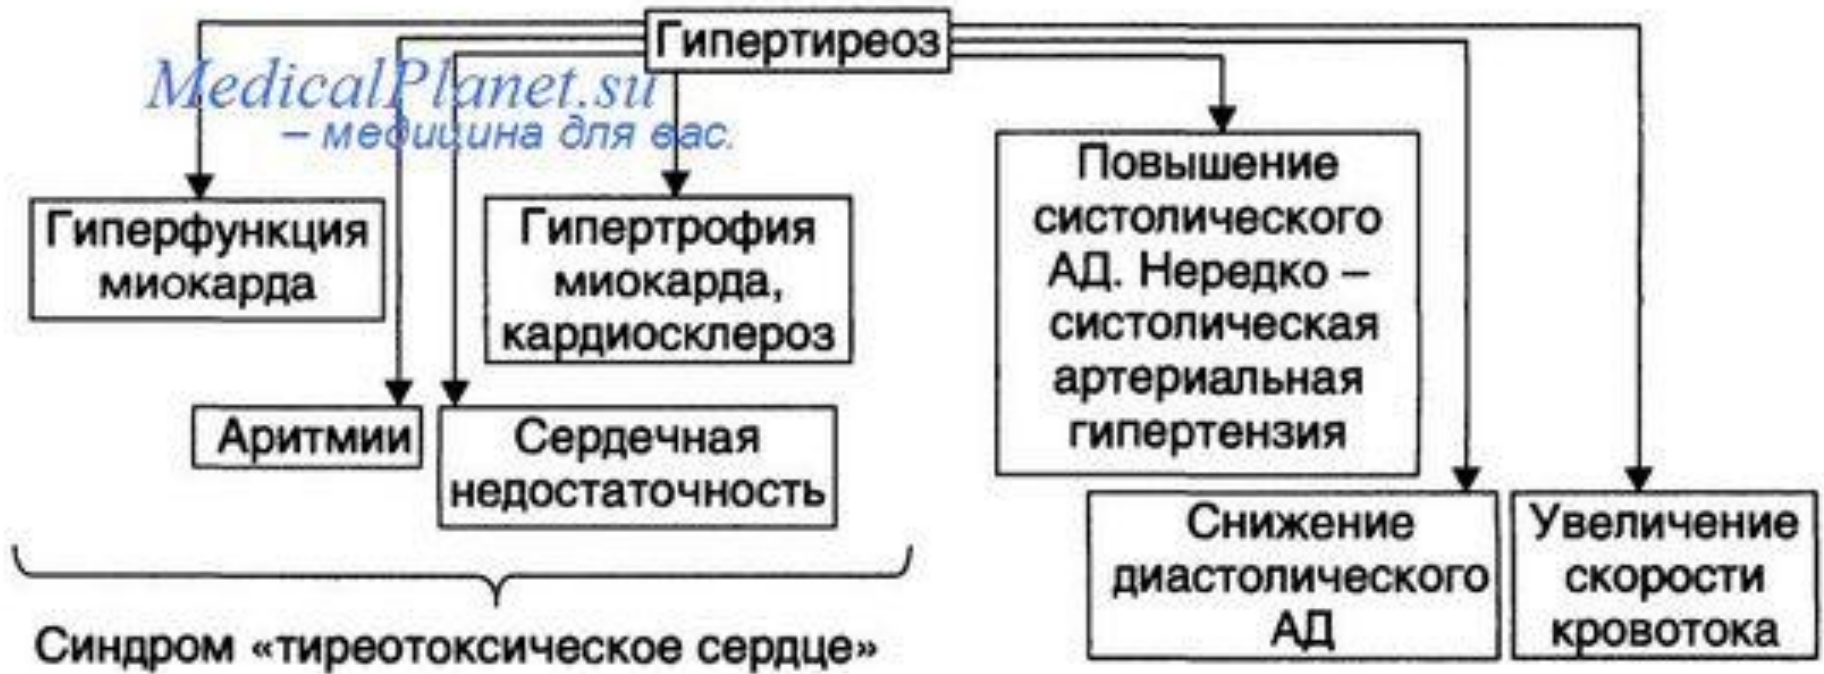 Гипертиреоз
MedicalPlanet.su
– медицина для вас.
Гиперфункция
миокарда
Гипертрофия
миокарда,
кардиосклероз
Аритмии
Сердечная
недостаточность
Синдром «тиреотоксическое сердце»
Повышение
систолического
АД. Нередко –
систолическая
артериальная
гипертензия
Снижение
диастолического
АД
Увеличение
скорости
кровотока